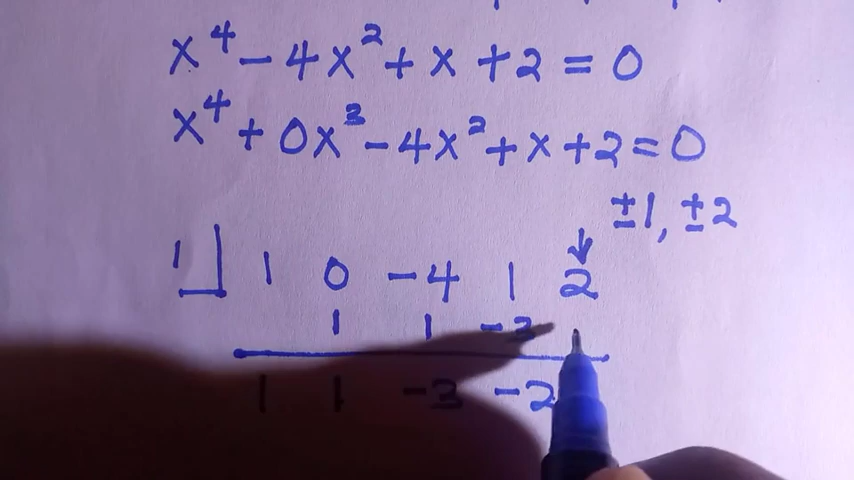 x⁴ - 4x² + x + 2 = 0
x⁴ + 0x³ - 4x² + x + 2 = 0
±1, ±2
1 1 0 -4 1 2
1 1 -3
1 1 -3 -2